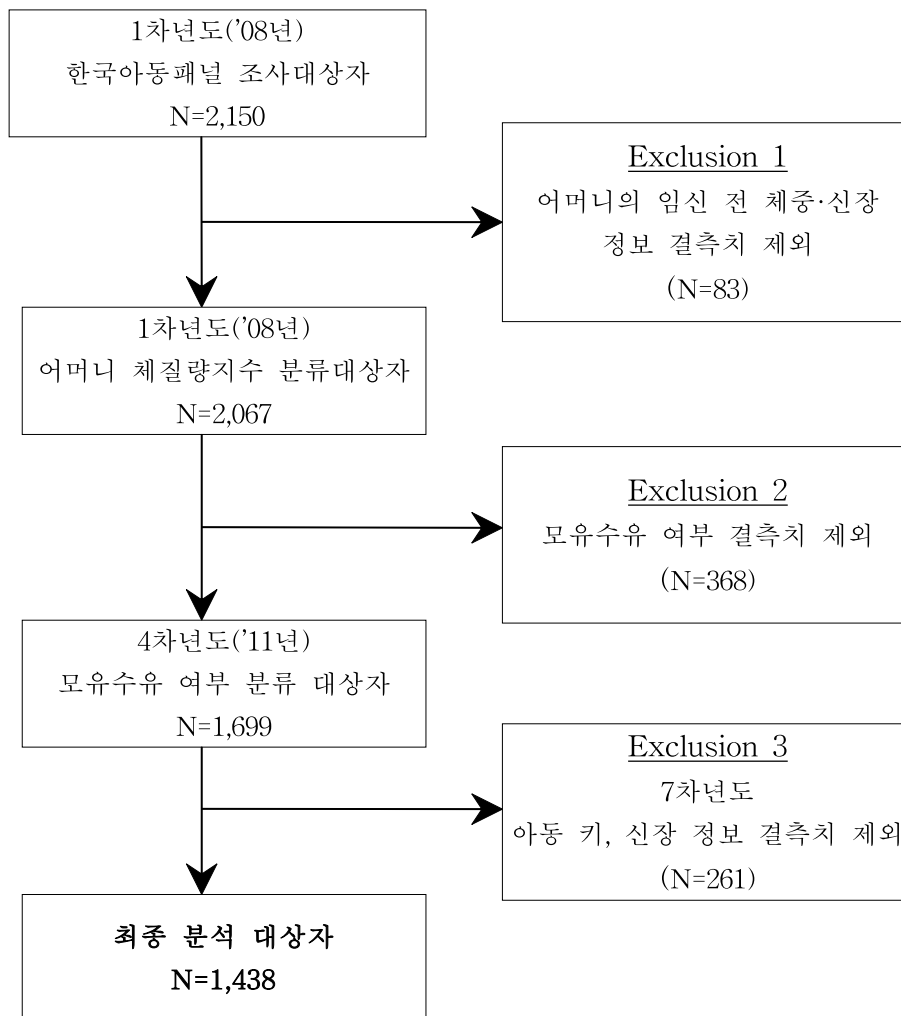 1차년도('08년)
한국아동패널 조사대상자
N=2,150
Exclusion 1
어머니의 임신 전 체중·신장
정보 결측치 제외
(N=83)
1차년도('08년)
어머니 체질량지수 분류대상자
N=2,067
Exclusion 2
모유수유 여부 결측치 제외
(N=368)
4차년도('11년)
모유수유 여부 분류 대상자
N=1,699
Exclusion 3
7차년도
아동 키, 신장 정보 결측치 제외
(N=261)
최종 분석 대상자
N=1,438